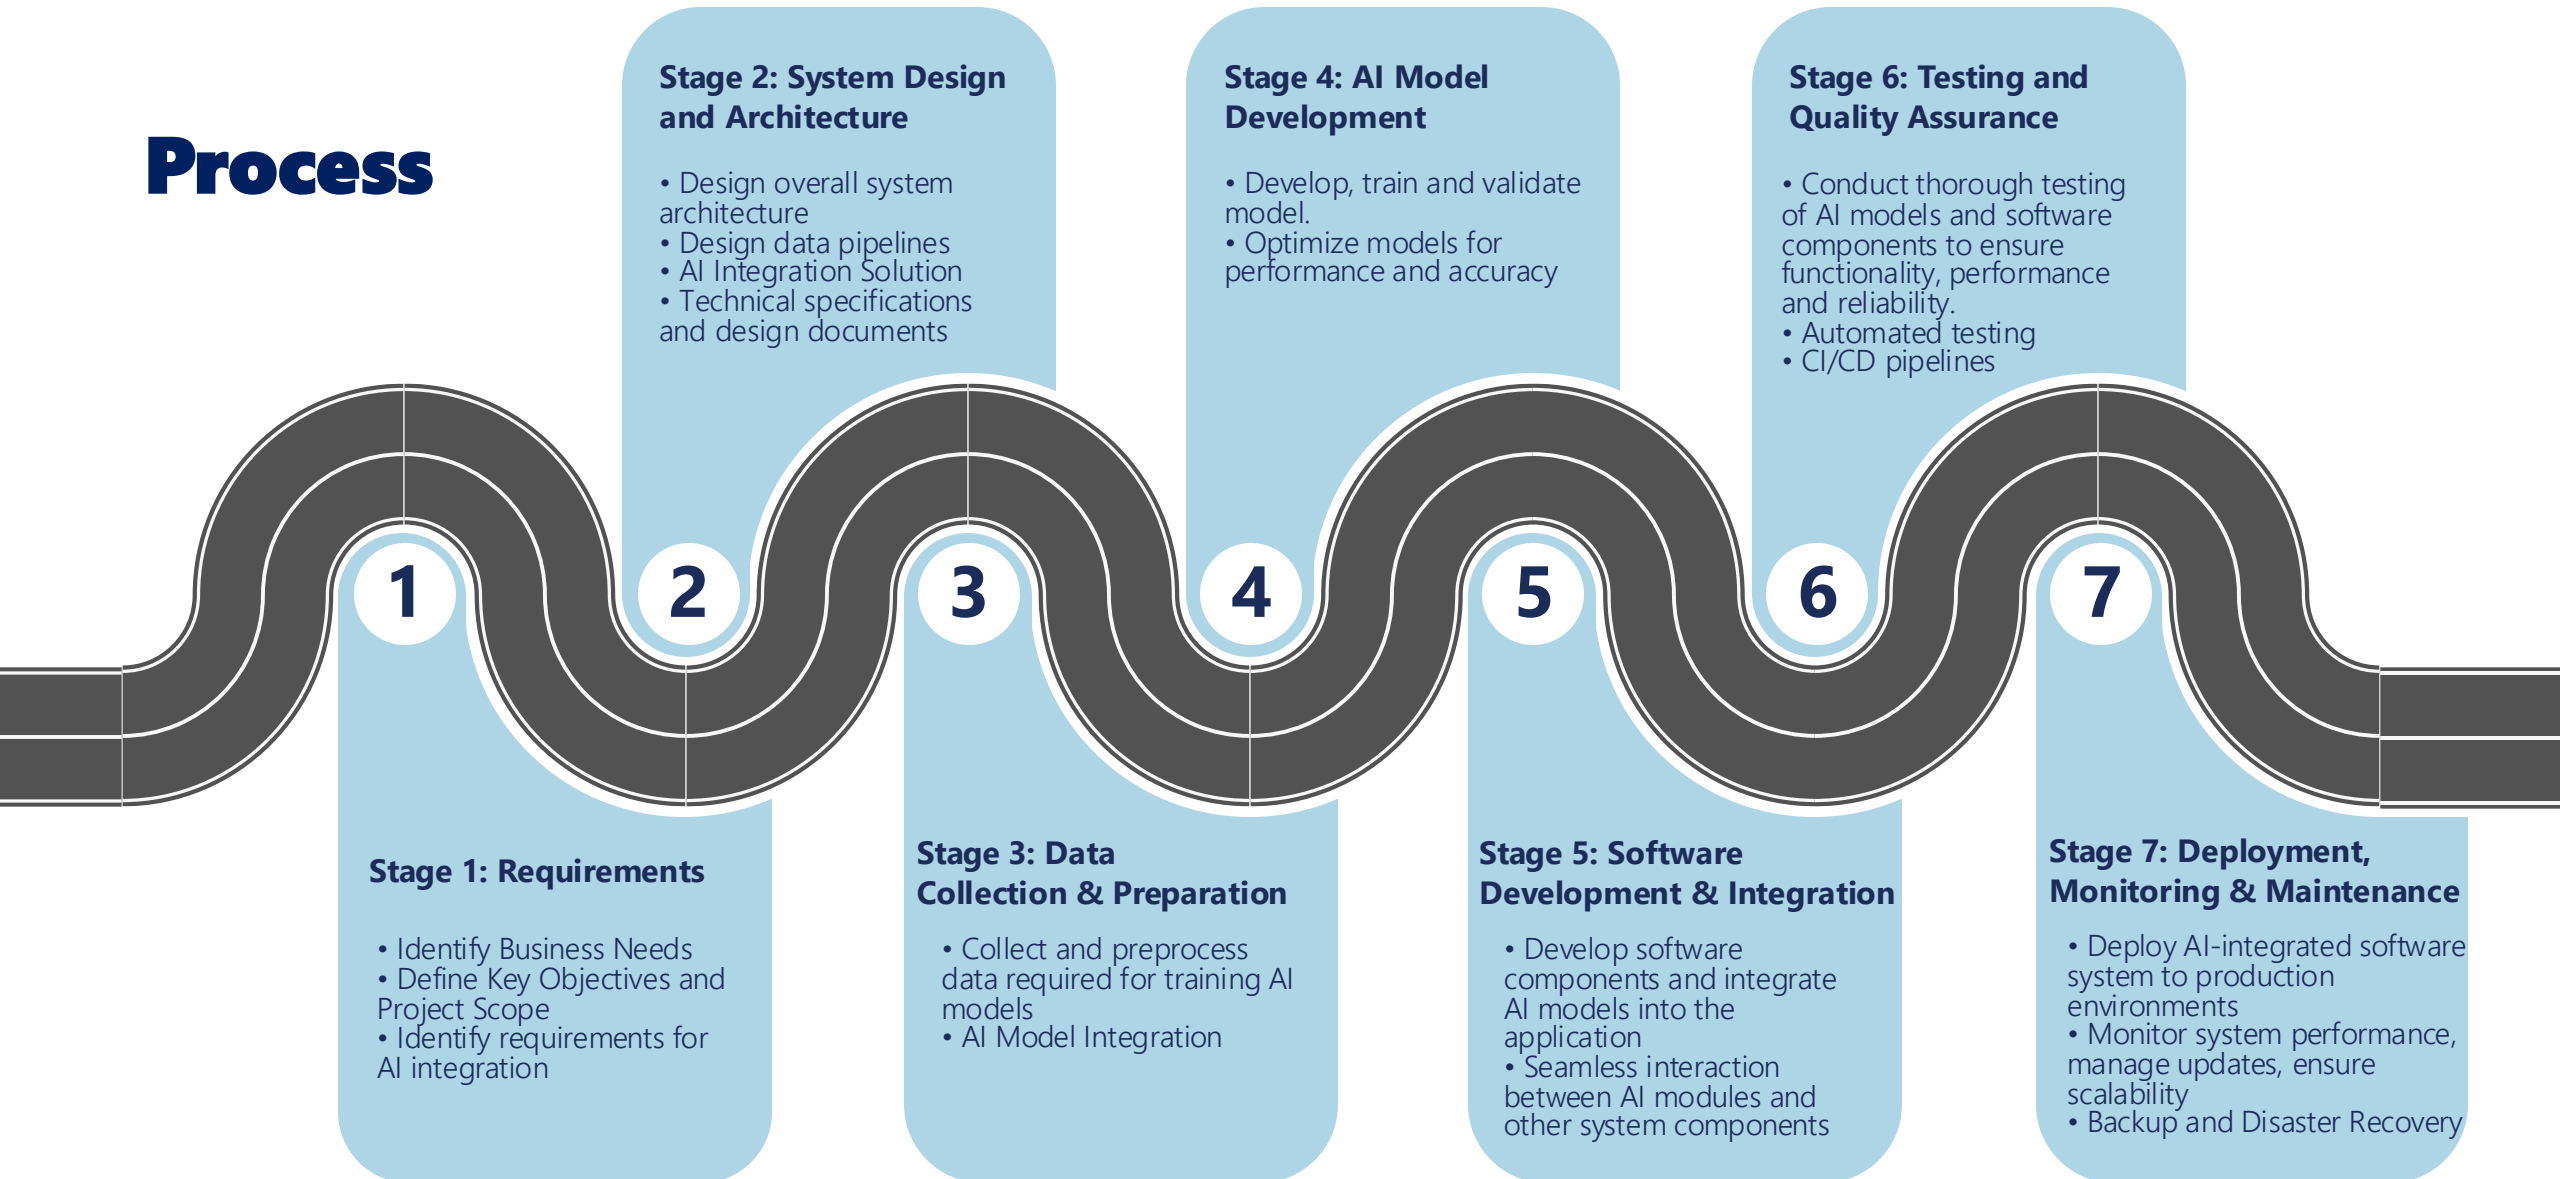 Process
Stage 1: Requirements
• Identify Business Needs
• Define Key Objectives and
Project Scope
• Identify requirements for
AI integration
1
Stage 2: System Design
and Architecture
• Design overall system
architecture
• Design data pipelines
• AI Integration Solution
• Technical specifications
and design documents
2
Stage 3: Data
Collection & Preparation
• Collect and preprocess
data required for training AI
models
• AI Model Integration
3
Stage 4: AI Model
Development
• Develop, train and validate
model.
• Optimize models for
performance and accuracy
4
Stage 5: Software
Development & Integration
• Develop software
components and integrate
AI models into the
application
• Seamless interaction
between AI modules and
other system components
5
Stage 6: Testing and
Quality Assurance
• Conduct thorough testing
of AI models and software
components to ensure
functionality, performance
and reliability.
• Automated testing
• CI/CD pipelines
6
Stage 7: Deployment,
Monitoring & Maintenance
• Deploy AI-integrated software
system to production
environments
• Monitor system performance,
manage updates, ensure
scalability
• Backup and Disaster Recovery
7